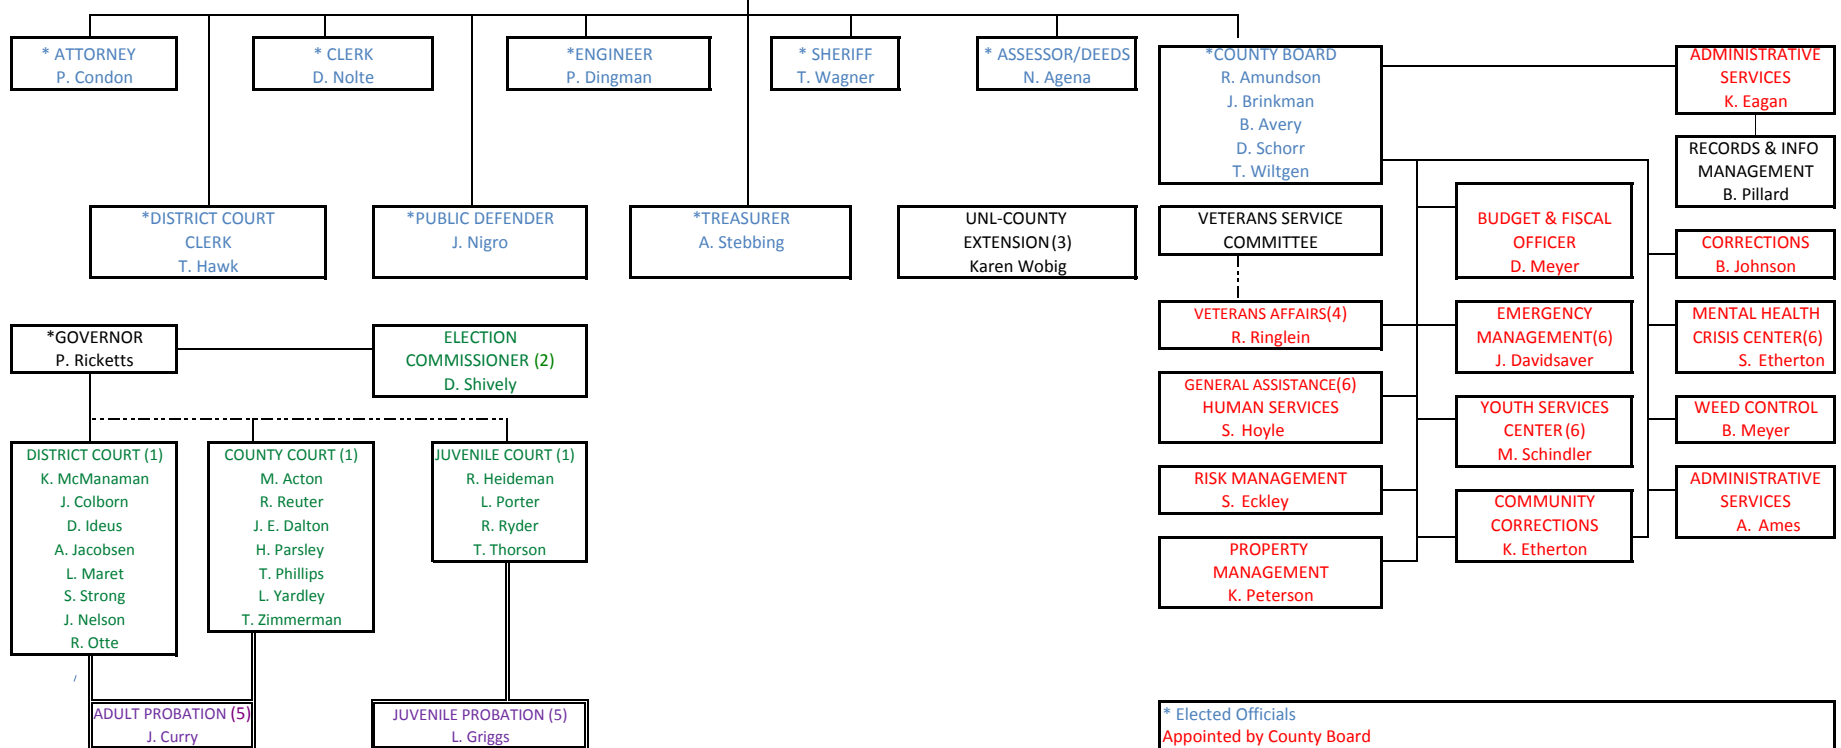 * ATTORNEY
P. Condon
* CLERK
D. Nolte
*ENGINEER
P. Dingman
* SHERIFF
T. Wagner
* ASSESSOR/DEEDS
N. Agena
*COUNTY BOARD
R. Amundson
J. Brinkman
B. Avery
D. Schorr
T. Wiltgen
ADMINISTRATIVE
SERVICES
K. Eagan
RECORDS & INFO
MANAGEMENT
B. Pillard
*DISTRICT COURT
CLERK
T. Hawk
*PUBLIC DEFENDER
J. Nigro
*TREASURER
A. Stebbing
UNL-COUNTY
EXTENSION (3)
Karen Wobig
VETERANS SERVICE
COMMITTEE
BUDGET & FISCAL
OFFICER
D. Meyer
CORRECTIONS
B. Johnson
*GOVERNOR
P. Ricketts
ELECTION
COMMISSIONER (2)
D. Shively
VETERANS AFFAIRS(4)
R. Ringlein
EMERGENCY
MANAGEMENT(6)
J. Davidsaver
MENTAL HEALTH
CRISIS CENTER(6)
S. Etherton
GENERAL ASSISTANCE(6)
HUMAN SERVICES
S. Hoyle
YOUTH SERVICES
CENTER (6)
M. Schindler
WEED CONTROL
B. Meyer
DISTRICT COURT (1)
K. McManaman
J. Colborn
D. Ideus
A. Jacobsen
L. Maret
S. Strong
J. Nelson
R. Otte
COUNTY COURT (1)
M. Acton
R. Reuter
J. E. Dalton
H. Parsley
T. Phillips
L. Yardley
T. Zimmerman
JUVENILE COURT (1)
R. Heideman
L. Porter
R. Ryder
T. Thorson
RISK MANAGEMENT
S. Eckley
COMMUNITY
CORRECTIONS
K. Etherton
ADMINISTRATIVE
SERVICES
A. Ames
PROPERTY
MANAGEMENT
K. Peterson
/
ADULT PROBATION (5)
J. Curry
JUVENILE PROBATION (5)
L. Griggs
* Elected Officials
Appointed by County Board